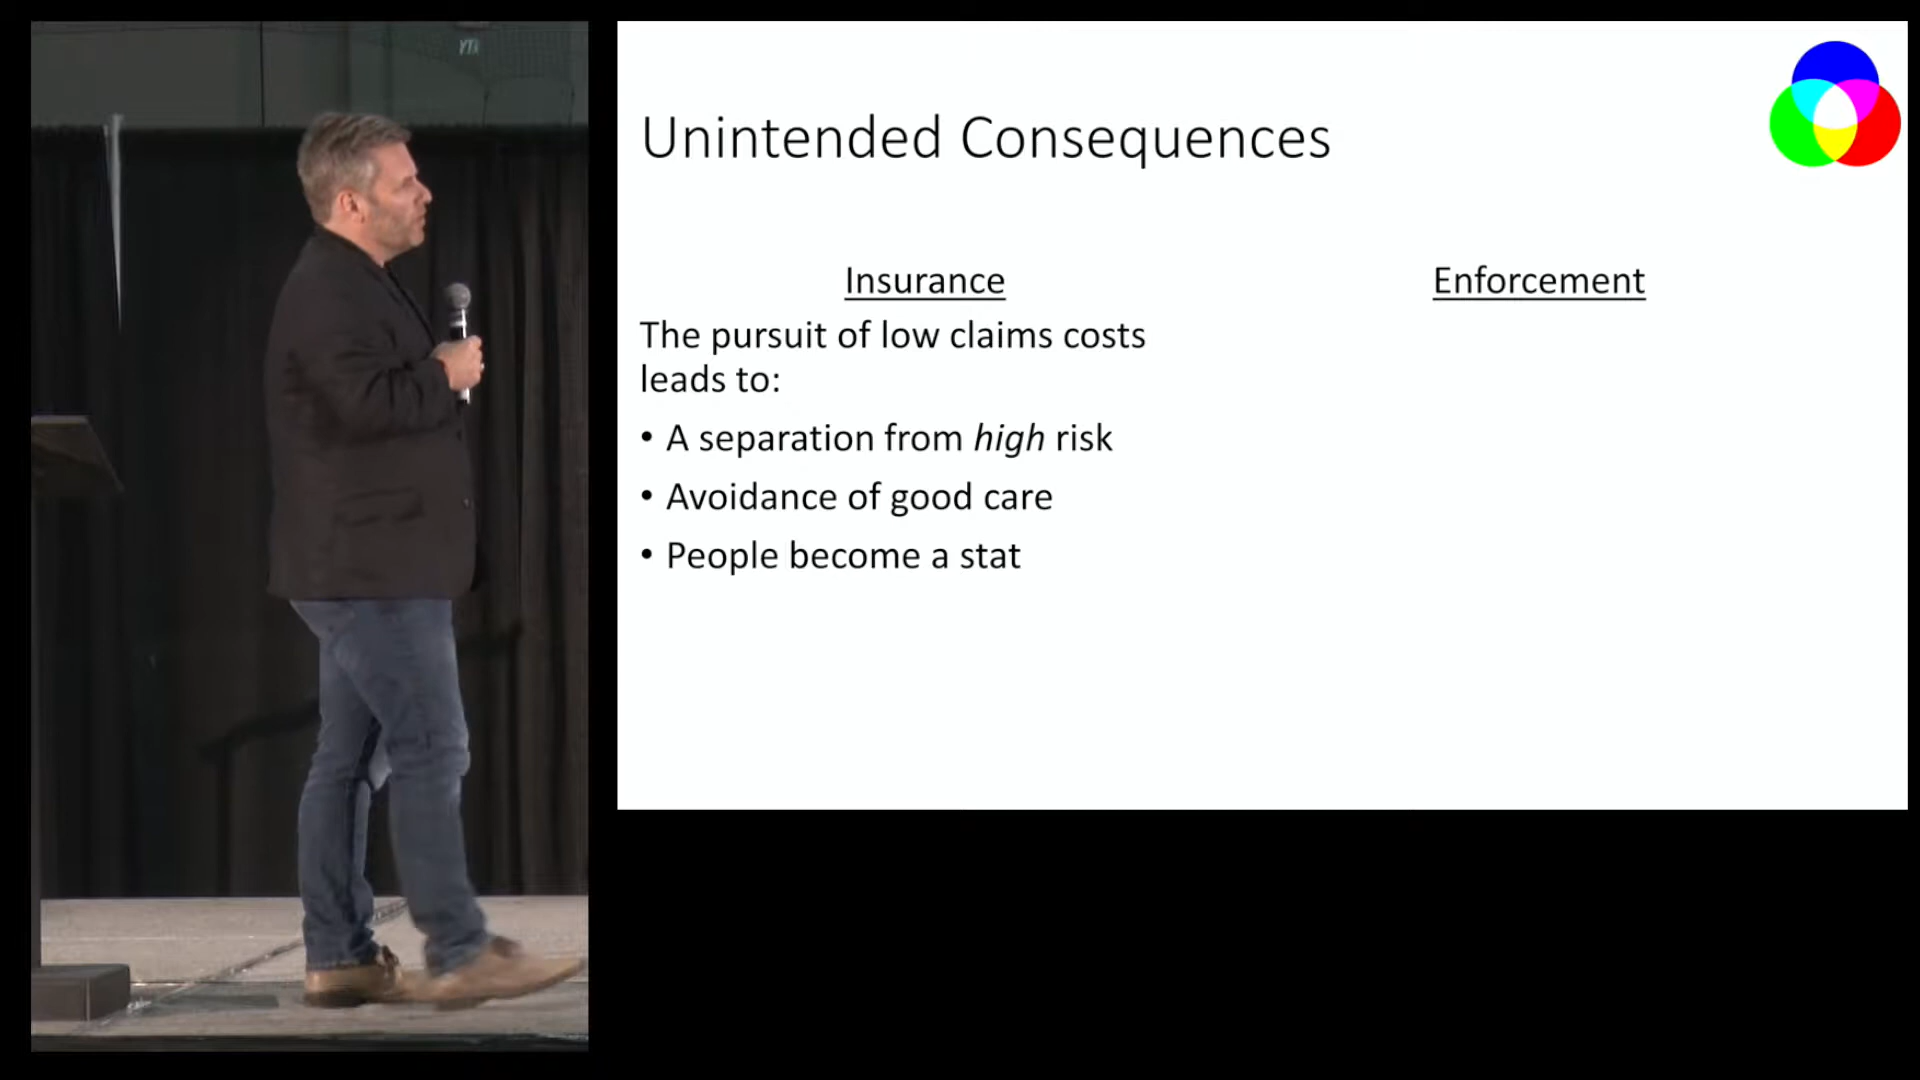 Unintended Consequences
Insurance
Enforcement
The pursuit of low claims costs
leads to:
• A separation from high risk
• Avoidance of good care
• People become a stat